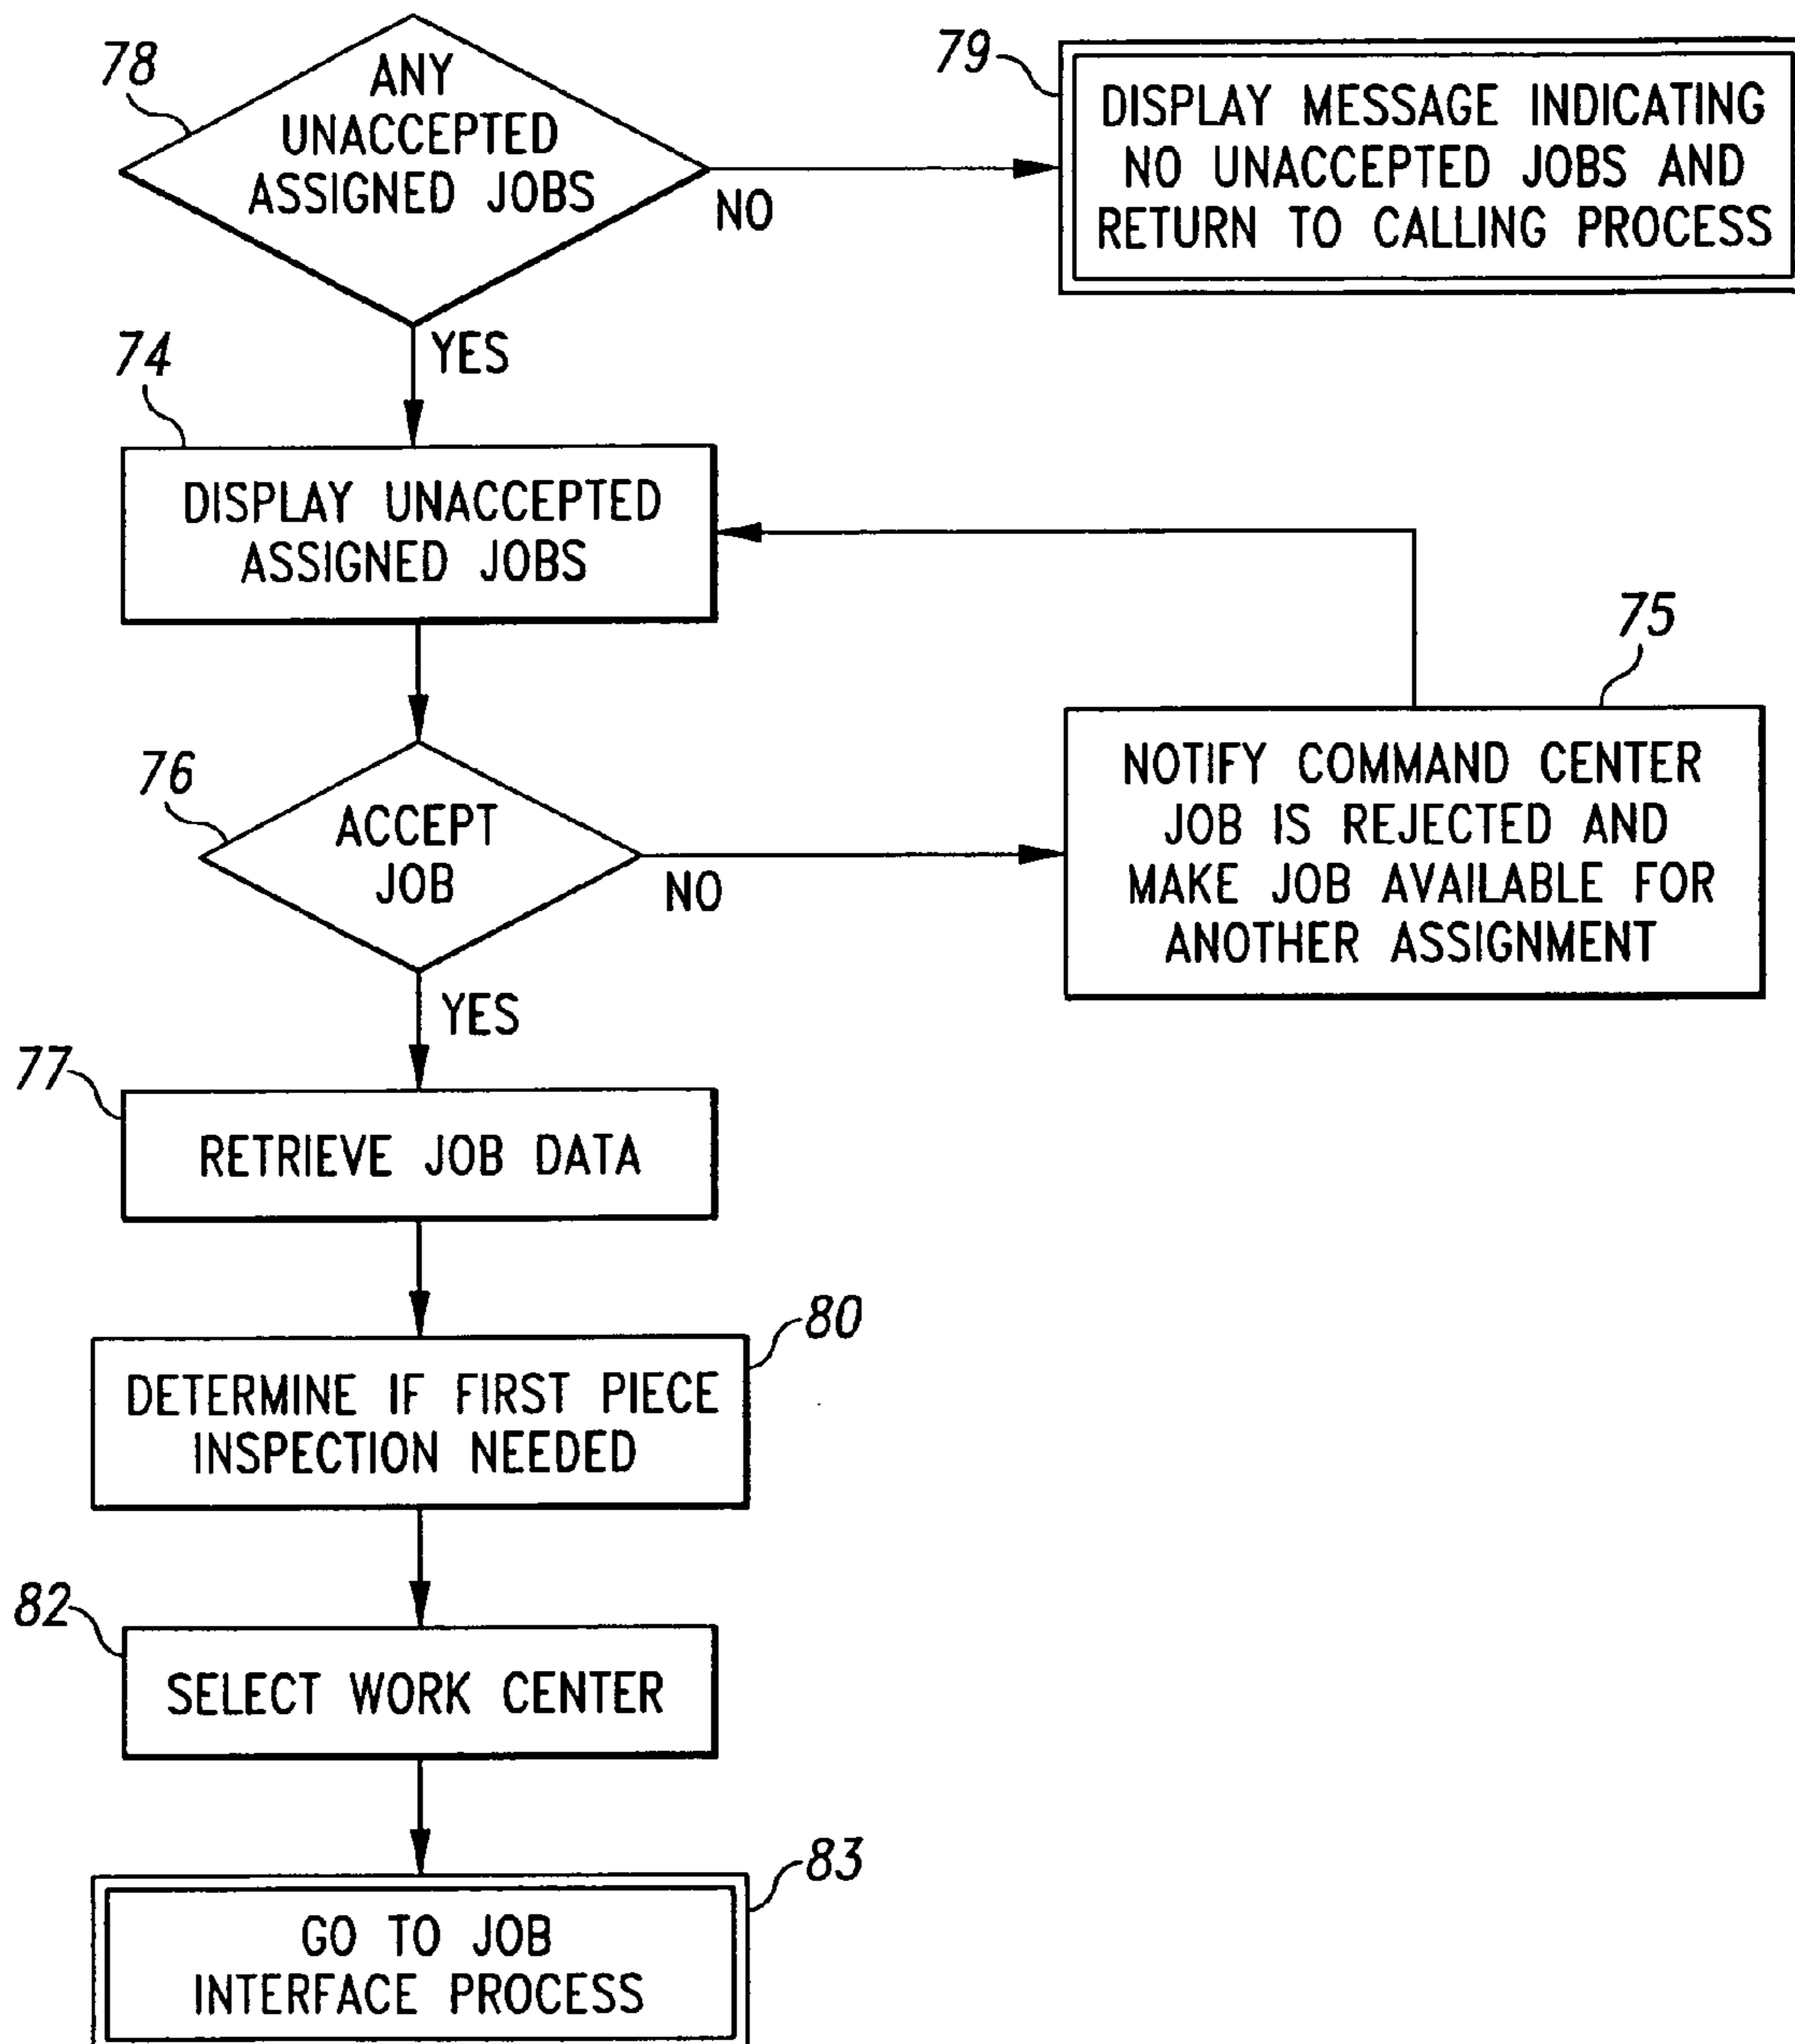 78
ANY
UNACCEPTED
ASSIGNED JOBS
NO
79
DISPLAY MESSAGE INDICATING
NO UNACCEPTED JOBS AND
RETURN TO CALLING PROCESS
YES
74
DISPLAY UNACCEPTED
ASSIGNED JOBS
75
NOTIFY COMMAND CENTER
JOB IS REJECTED AND
MAKE JOB AVAILABLE FOR
ANOTHER ASSIGNMENT
76
ACCEPT
JOB
NO
YES
77
RETRIEVE JOB DATA
80
DETERMINE IF FIRST PIECE
INSPECTION NEEDED
82
SELECT WORK CENTER
83
GO TO JOB
INTERFACE PROCESS